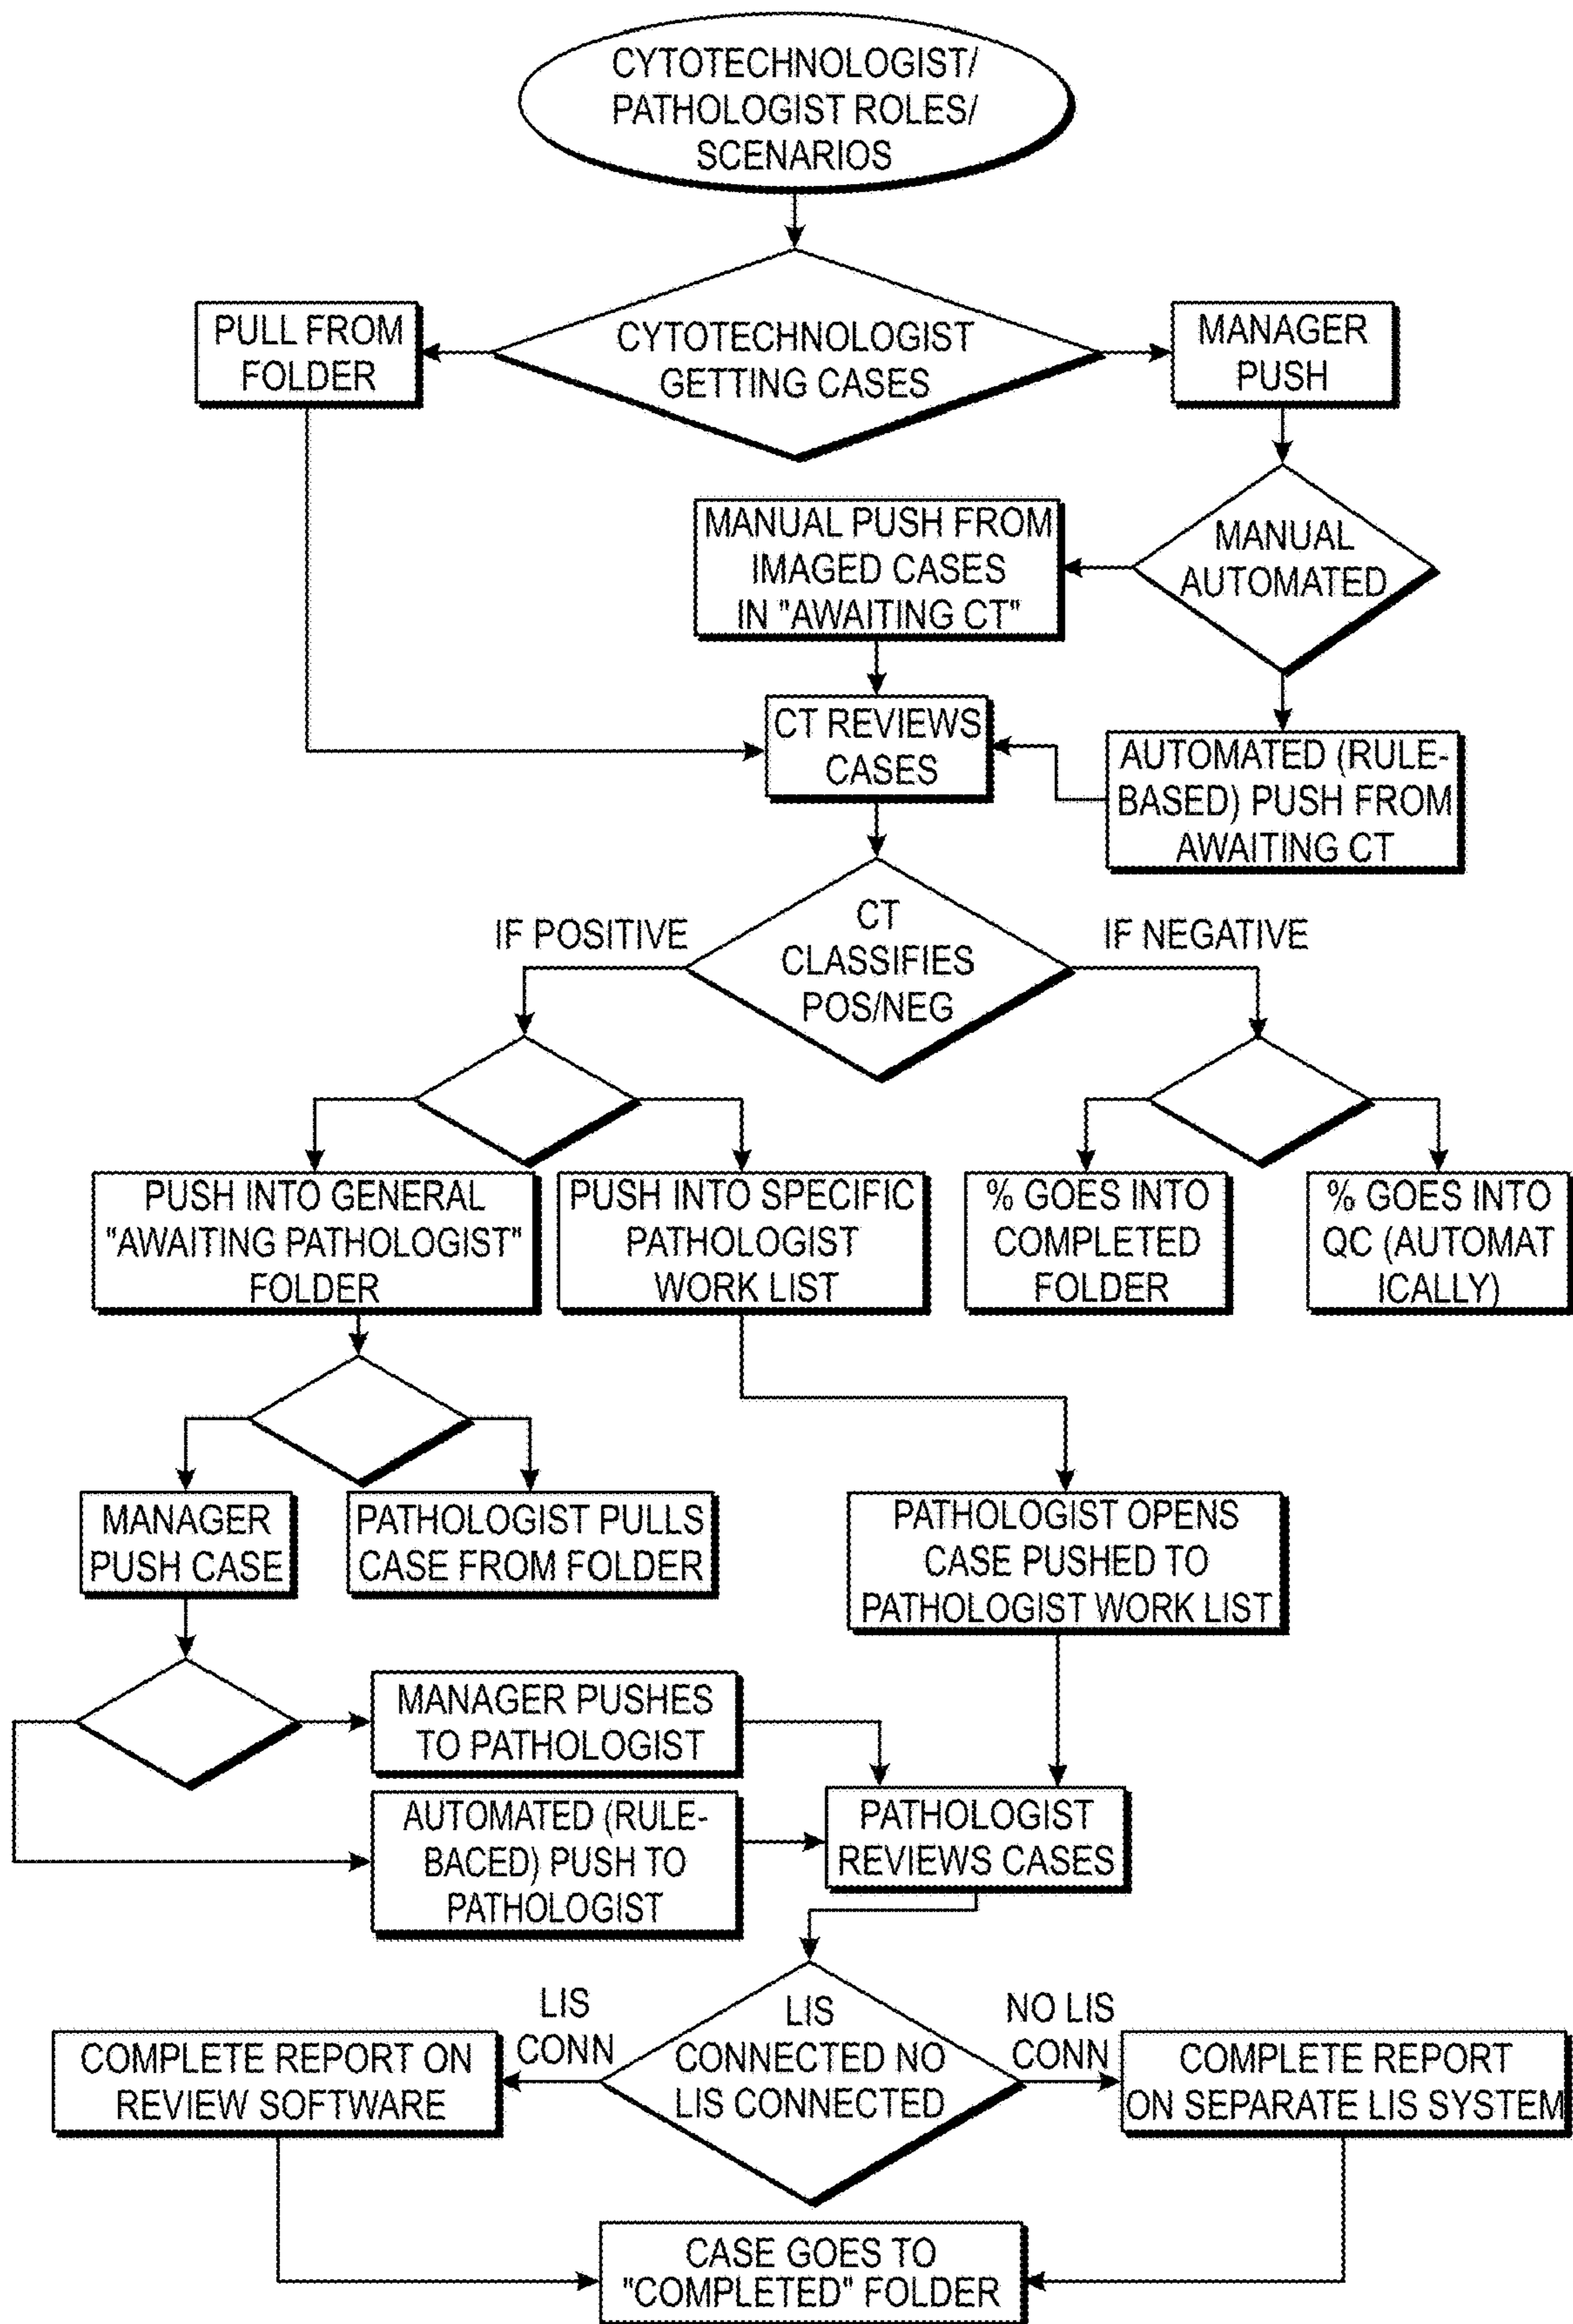 CYTOTECHNOLOGIST/
PATHOLOGIST ROLES/
SCENARIOS
PULL FROM
FOLDER
CYTOTECHNOLOGIST
GETTING CASES
MANAGER
PUSH
MANUAL PUSH FROM
IMAGED CASES
IN "AWAITING CT"
MANUAL
AUTOMATED
CT REVIEWS
CASES
AUTOMATED (RULE-
BASED) PUSH FROM
AWAITING CT
IF POSITIVE
CT
CLASSIFIES
POS/NEG
IF NEGATIVE
PUSH INTO GENERAL
"AWAITING PATHOLOGIST"
FOLDER
PUSH INTO SPECIFIC
PATHOLOGIST
WORK LIST
% GOES INTO
COMPLETED
FOLDER
% GOES INTO
QC (AUTOMAT
ICALLY)
MANAGER
PUSH CASE
PATHOLOGIST PULLS
CASE FROM FOLDER
PATHOLOGIST OPENS
CASE PUSHED TO
PATHOLOGIST WORK LIST
MANAGER PUSHES
TO PATHOLOGIST
AUTOMATED (RULE-
BACED) PUSH TO
PATHOLOGIST
PATHOLOGIST
REVIEWS CASES
LIS
CONN
LIS
CONNECTED NO
LIS CONNECTED
NO LIS
CONN
COMPLETE REPORT ON
REVIEW SOFTWARE
COMPLETE REPORT
ON SEPARATE LIS SYSTEM
CASE GOES TO
"COMPLETED" FOLDER